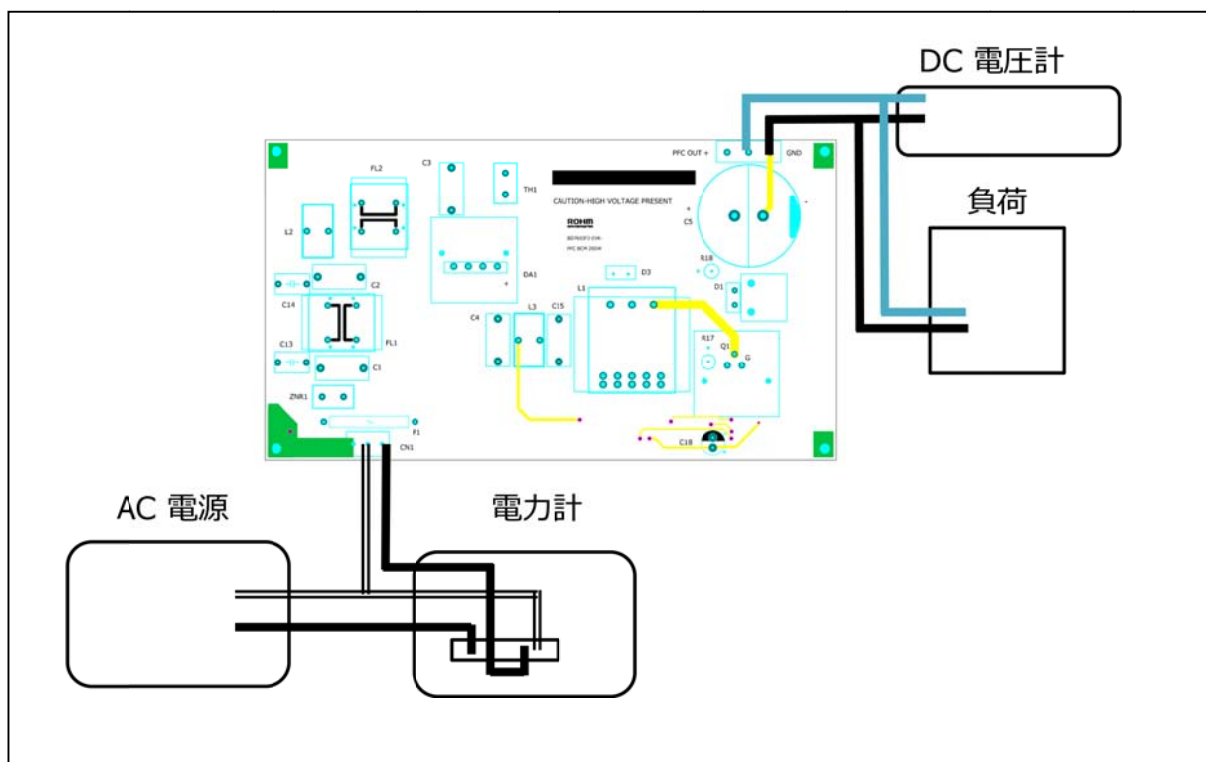 DC 電圧計
PFC OUT +
GND
C3
FL2
TH1
CAUTION-HIGH VOLTAGE PRESENT
+
C5
-
負荷
L2
ROHM
R18
DA1
+
D3
C2
D1
L1
C14
L3
C15
C4
R17
Q1
G
C13
FL1
C1
ZNR1
F1
CN1
C18
AC 電源
電力計